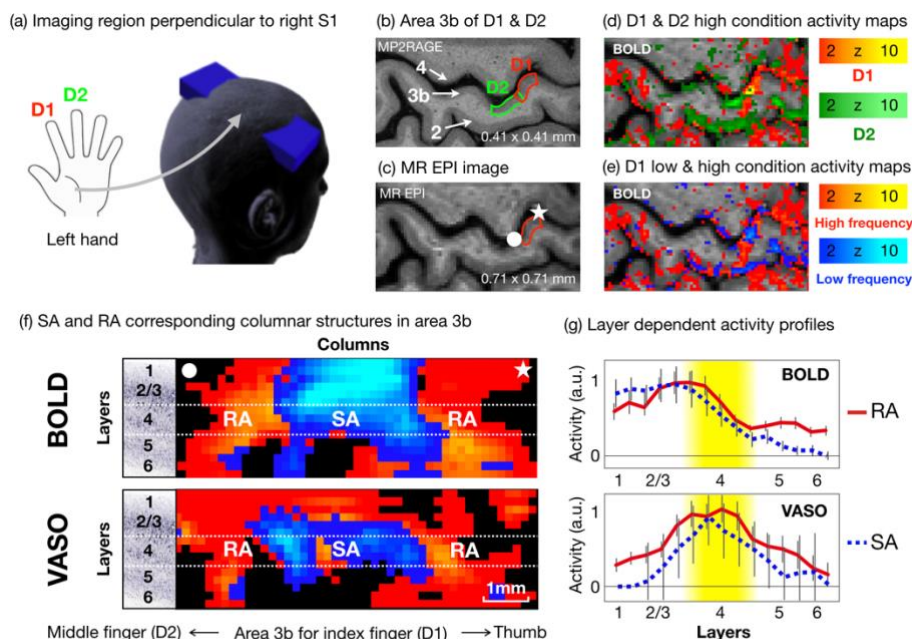 (a) Imaging region perpendicular to right S1
D2
D1
Left hand
(b) Area 3b of D1 & D2
MP2RAGE
4
D1
3b
D2
2
0.41 x 0.41 mm
(c) MR EPI image
MR EPI
0.71 x 0.71 mm
(d) D1 & D2 high condition activity maps
BOLD
2 z 10
D1
2 z 10
D2
(e) D1 low & high condition activity maps
BOLD
2 z 10
High frequency
2 z 10
Low frequency
(f) SA and RA corresponding columnar structures in area 3b
Columns
BOLD
Layers
1
2/3
4
5
6
RA SA RA
VASO
Layers
1
2/3
4
5
6
RA SA RA
1mm
Middle finger (D2) ← Area 3b for index finger (D1) → Thumb
(g) Layer dependent activity profiles
BOLD
Activity (a.u.)
1
0
1 2/3 4 5 6
RA
VASO
Activity (a.u.)
1
0
1 2/3 4 5 6
Layers
SA